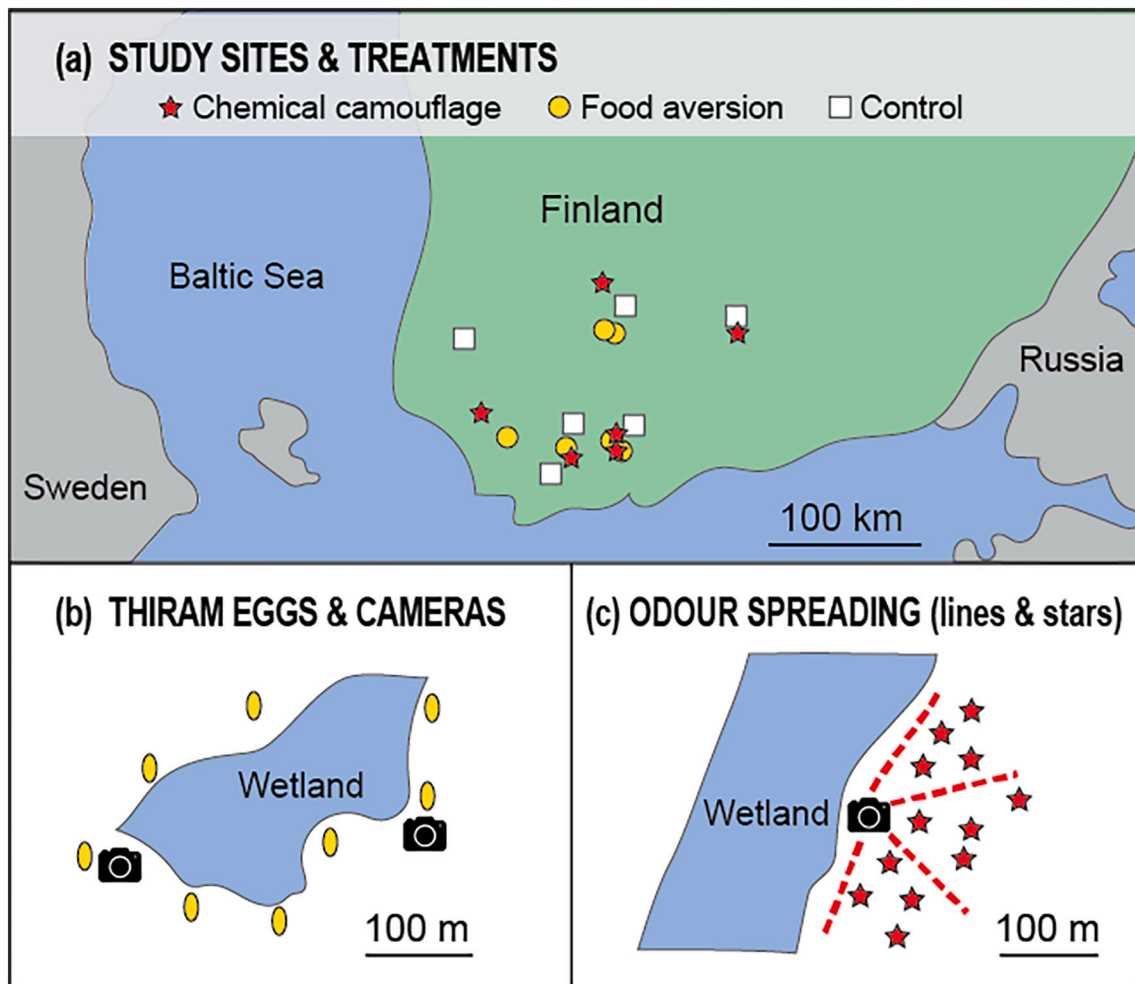 (a) STUDY SITES & TREATMENTS
Chemical camouflage Food aversion Control
Finland
Baltic Sea
Russia
Sweden
100 km
(b) THIRAM EGGS & CAMERAS
Wetland
100 m
(c) ODOUR SPREADING (lines & stars)
Wetland
100 m